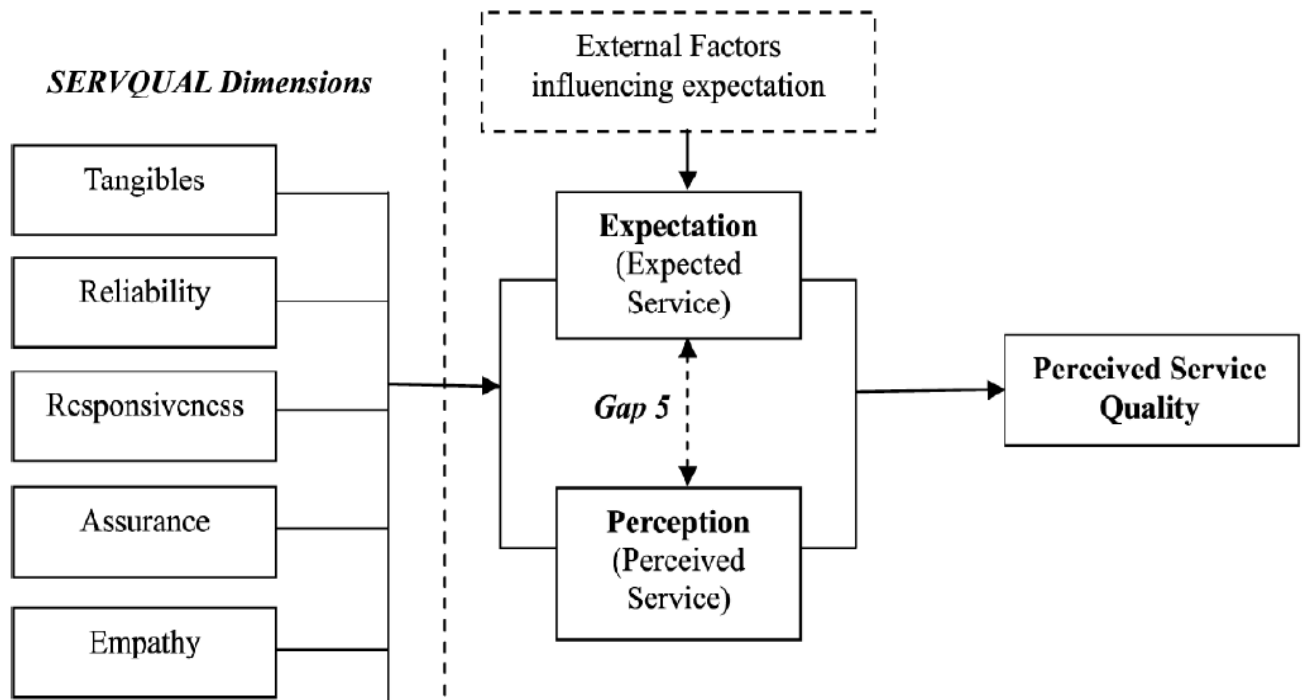 SERVQUAL Dimensions
Tangibles
Reliability
Responsiveness
Assurance
Empathy
External Factors
influencing expectation
Expectation
(Expected
Service)
Gap 5
Perception
(Perceived
Service)
Perceived Service
Quality